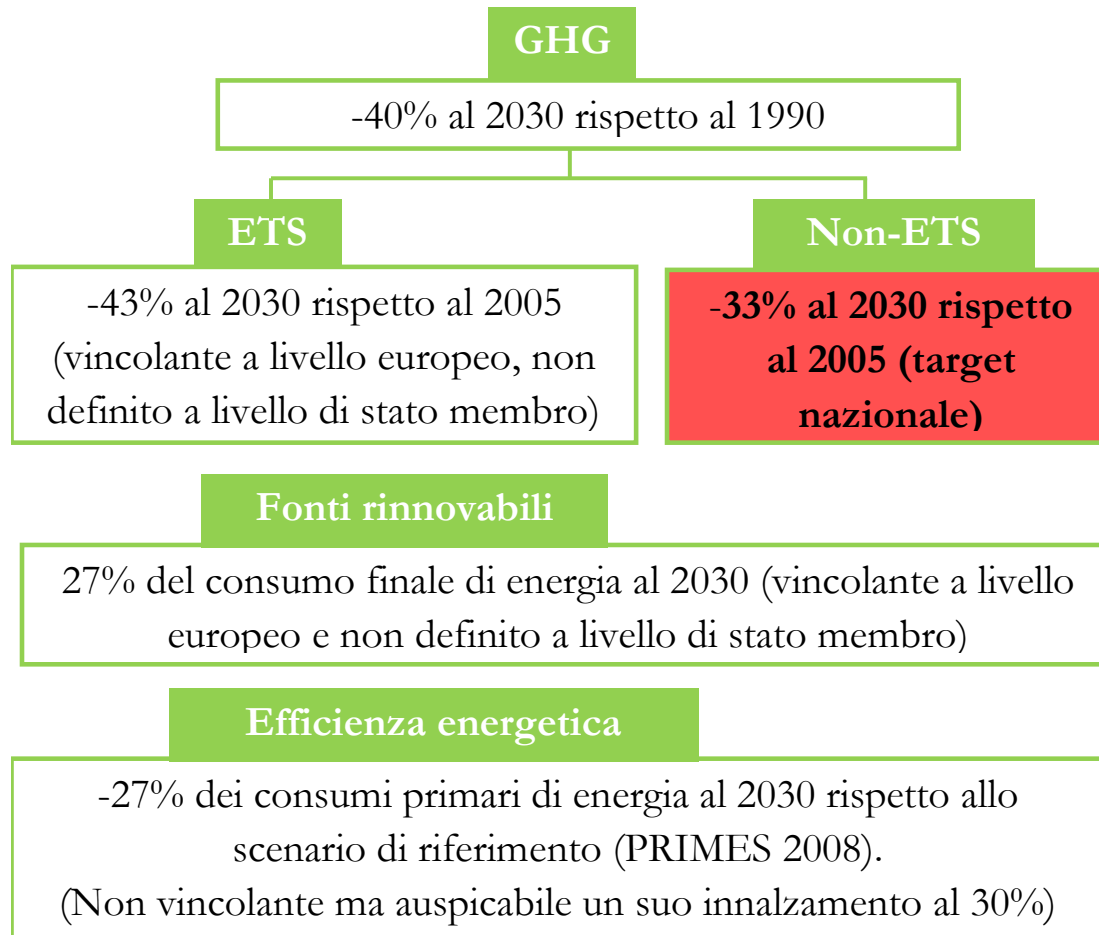 GHG
-40% al 2030 rispetto al 1990
ETS
-43% al 2030 rispetto al 2005
(vincolante a livello europeo, non
definito a livello di stato membro)
Non-ETS
-33% al 2030 rispetto
al 2005 (target
nazionale)
Fonti rinnovabili
27% del consumo finale di energia al 2030 (vincolante a livello
europeo e non definito a livello di stato membro)
Efficienza energetica
-27% dei consumi primari di energia al 2030 rispetto allo
scenario di riferimento (PRIMES 2008).
(Non vincolante ma auspicabile un suo innalzamento al 30%)